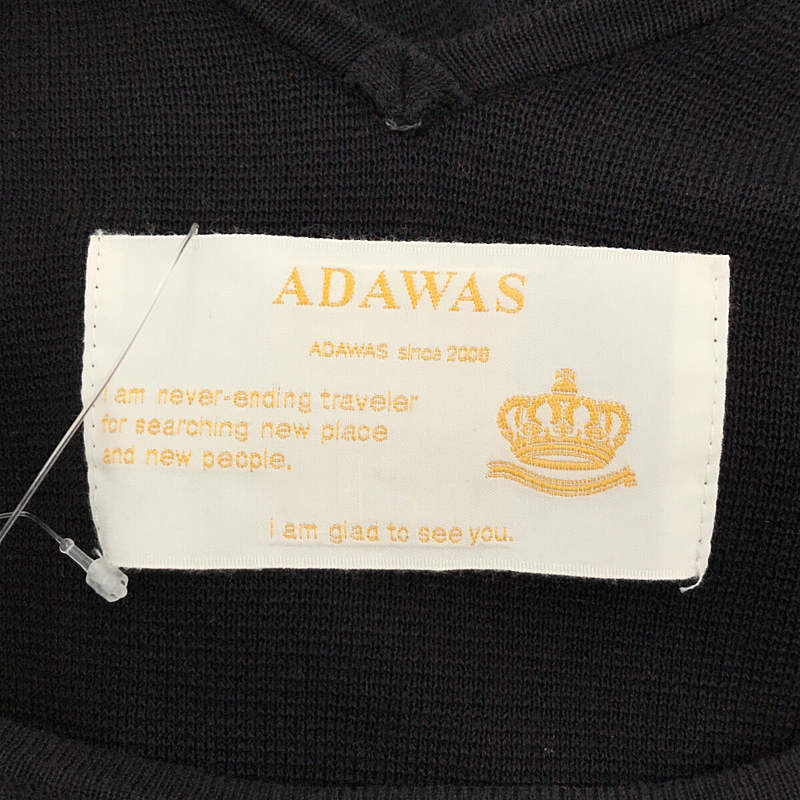 ADAWAS
ADAWAS since 2008
I am never-ending traveler
for searching new place
and new people.
I am glad to see you.